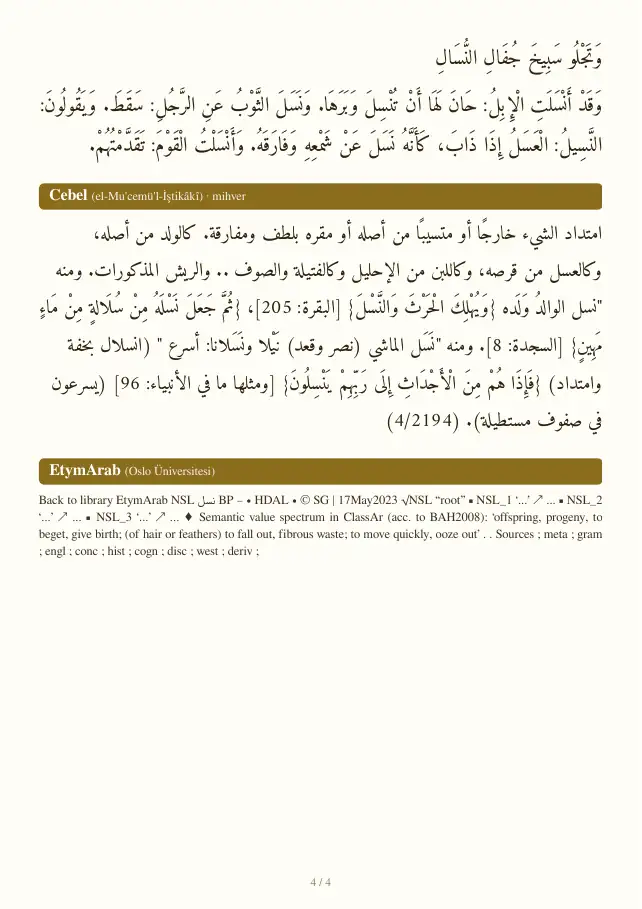 وَتَجْلُو سَبِيخَ جُفَالِ النُّسَالِ
وَقَدْ أَنْسَلَتِ الْإِبِلُ: حَانَ لَهَا أَنْ تُنْسِلَ وَبَرَهَا. وَنَسَلَ الثَّوْبُ عَنِ الرَّجُلِ: سَقَطَ. وَيَقُولُونَ:
النَّسِيلُ: الْعَسَلُ إِذَا ذَابَ، كَأَنَّهُ نَسَلَ عَنْ شَمْعِهِ وَفَارَقَهُ. وَأَنْسَلْتُ الْقَوْمَ: تَقَدَّمْتُهُمْ.
Cebel (el-Mu'cemü'l-İştikâkî) · mihver
امتداد الشيء خارجًا أو متسيبًا من أصله أو مقره بلطف ومفارقة. كالولد من أصله،
وكالعسل من قرصه، وكاللبن من الإحليل وكالفتيلة والصوف .. والريش المذكورات. ومنه
"نسل الوالدُ وَلَده {وَيُهْلِكَ الْحَرْثَ وَالنَّسْلَ} [البقرة: 205]، {ثُمَّ جَعَلَ نَسْلَهُ مِنْ سُلَالَةٍ مِنْ مَاءٍ
مَهِينٍ} [السجدة: 8]. ومنه "نَسَل الماشي (نصر وقعد) نَيْلا ونَسَلانا: أسرع " (انسلال بخفة
وامتداد) {فَإِذَا هُمْ مِنَ الْأَجْدَاثِ إِلَى رَبِّهِمْ يَنْسِلُونَ} [ومثلها ما في الأنبياء: 96] (يسرعون
في صفوف مستطيلة). (4/2194)
EtymArab (Oslo Üniversitesi)
Back to library EtymArab NSL نسل BP – • HDAL • © SG | 17May2023 √NSL “root” ▪ NSL_1 ‘...’ ↗ ... ▪ NSL_2
‘...’ ↗ ... ▪ NSL_3 ‘...’ ↗ ... ♦ Semantic value spectrum in ClassAr (acc. to BAH2008): ‘offspring, progeny, to
beget, give birth; (of hair or feathers) to fall out, fibrous waste; to move quickly, ooze out’ . . Sources ; meta ; gram
; engl ; conc ; hist ; cogn ; disc ; west ; deriv ;
4 / 4